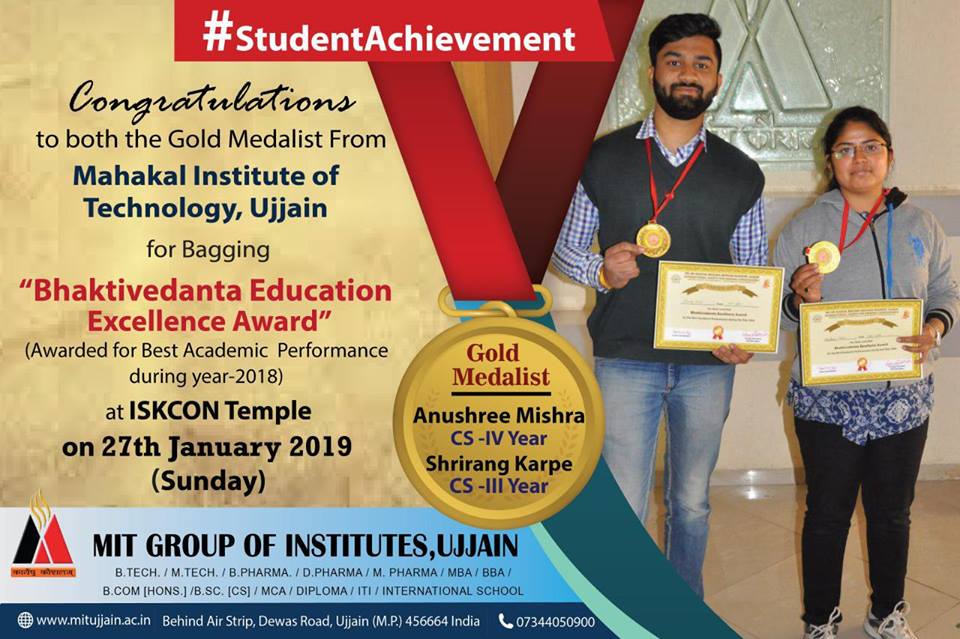 #StudentAchievement
Congratulations
to both the Gold Medalist From
Mahakal Institute of
Technology, Ujjain
for Bagging
“Bhaktivedanta Education
Excellence Award”
(Awarded for Best Academic Performance
during year-2018)
at ISKCON Temple
on 27th January 2019
(Sunday)
Gold
Medalist
Anushree Mishra
CS -IV Year
Shrirang Karpe
CS -III Year
MIT GROUP OF INSTITUTES,UJJAIN
B.TECH. / M.TECH. / B.PHARMA. / D.PHARMA / M. PHARMA / MBA / BBA /
B.COM [HONS.] /B.SC. [CS] / MCA / DIPLOMA / ITI / INTERNATIONAL SCHOOL
www.mitujjain.ac.in Behind Air Strip, Dewas Road, Ujjain (M.P.) 456664 India 07344050900